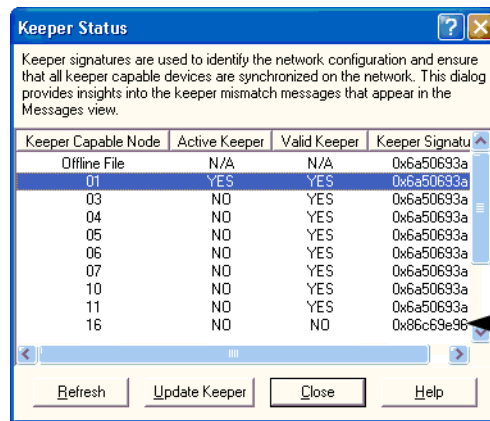 Keeper Status
Keeper signatures are used to identify the network configuration and ensure
that all keeper capable devices are synchronized on the network. This dialog
provides insights into the keeper mismatch messages that appear in the
Messages view.
Keeper Capable Node Active Keeper Valid Keeper Keeper Signatu
Offline File N/A N/A 0x6a50693a
01 YES YES 0x6a50693a
03 NO YES 0x6a50693a
04 NO YES 0x6a50693a
05 NO YES 0x6a50693a
06 NO YES 0x6a50693a
07 NO YES 0x6a50693a
10 NO YES 0x6a50693a
11 NO YES 0x6a50693a
16 NO NO 0x86c69e96
Refresh Update Keeper Close Help